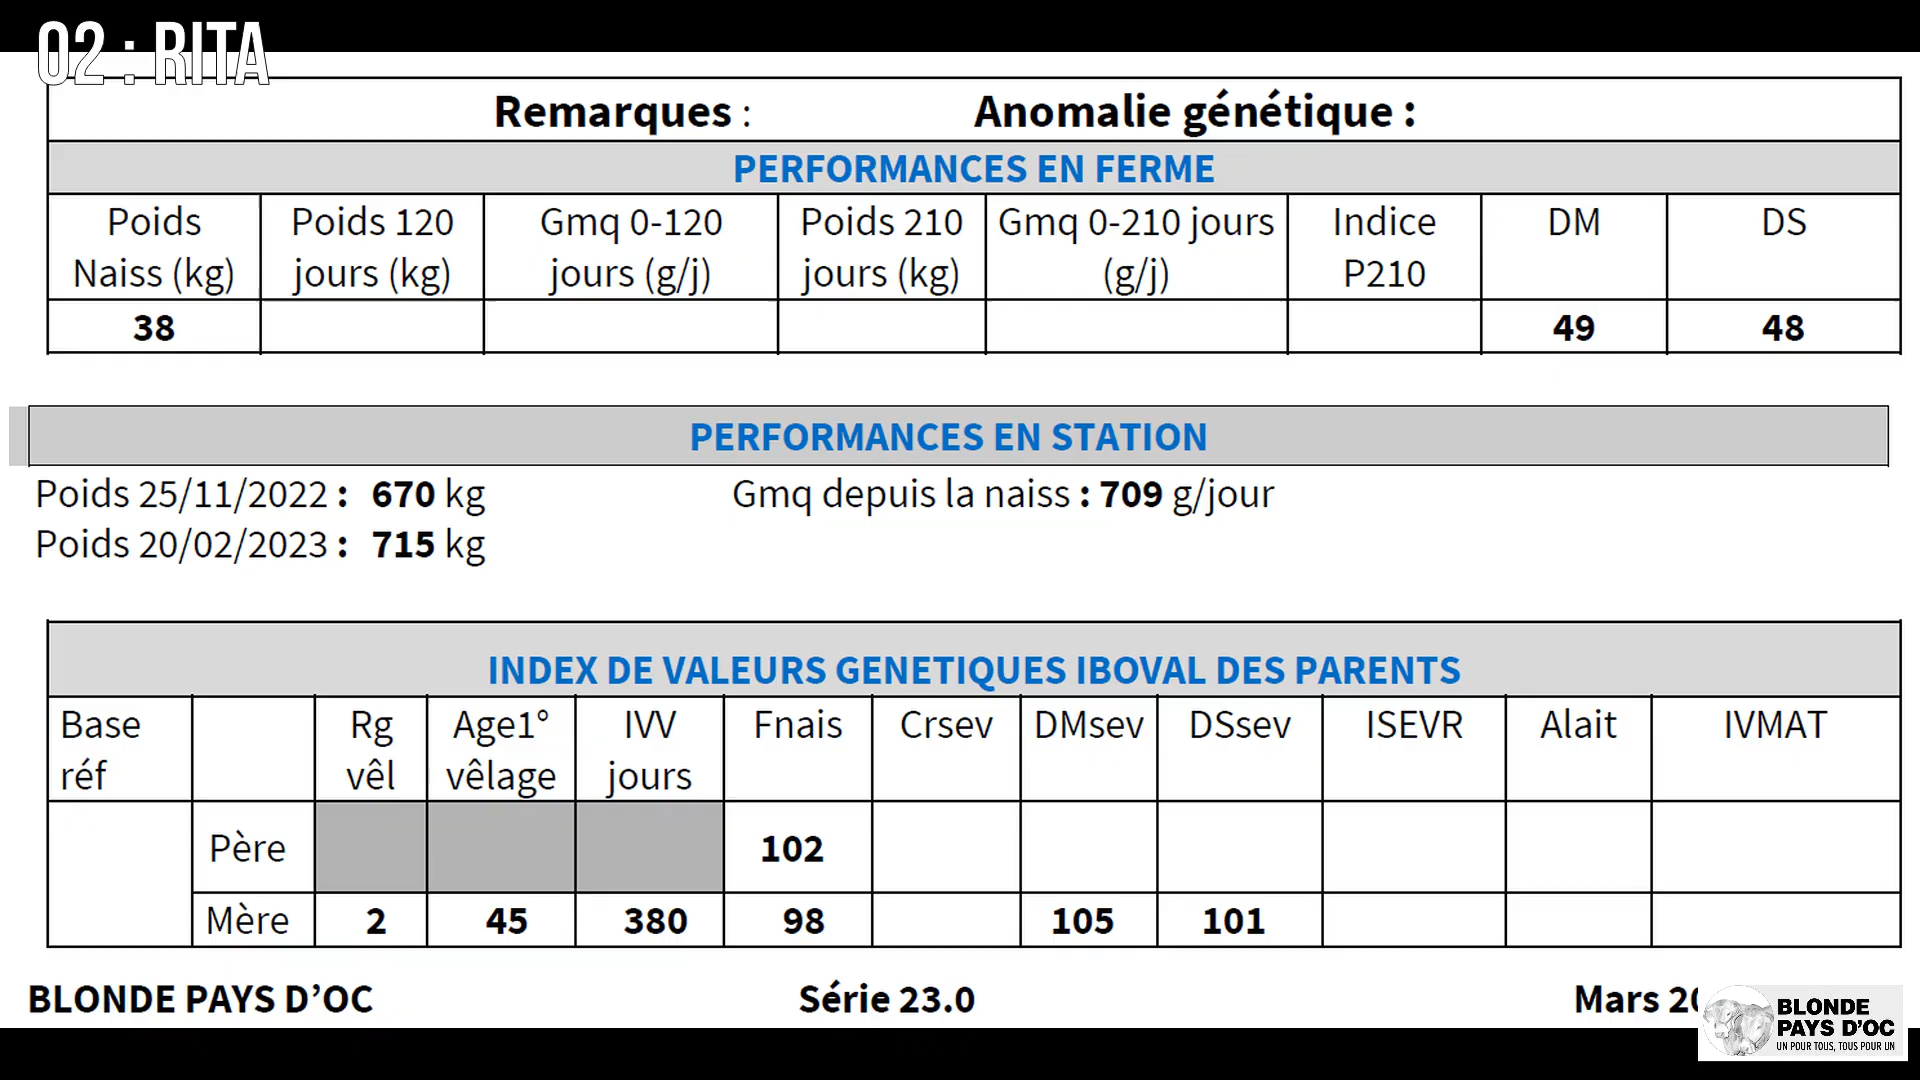 02 : RITA
Remarques : Anomalie génétique :
PERFORMANCES EN FERME
Poids Naiss (kg) Poids 120 jours (kg) Gmq 0-120 jours (g/j) Poids 210 jours (kg) Gmq 0-210 jours (g/j) Indice P210 DM DS
38 49 48
PERFORMANCES EN STATION
Poids 25/11/2022 : 670 kg Gmq depuis la naiss : 709 g/jour
Poids 20/02/2023 : 715 kg
INDEX DE VALEURS GENETIQUES IBOVAL DES PARENTS
Base réf Rg vêl Age1° vêlage IVV jours Fnais Crsev DMsev DSsev ISEVR Alait IVMAT
Père 102
Mère 2 45 380 98 105 101
BLONDE PAYS D’OC Série 23.0 Mars
BLONDE
PAYS D'OC
UN POUR TOUS, TOUS POUR UN